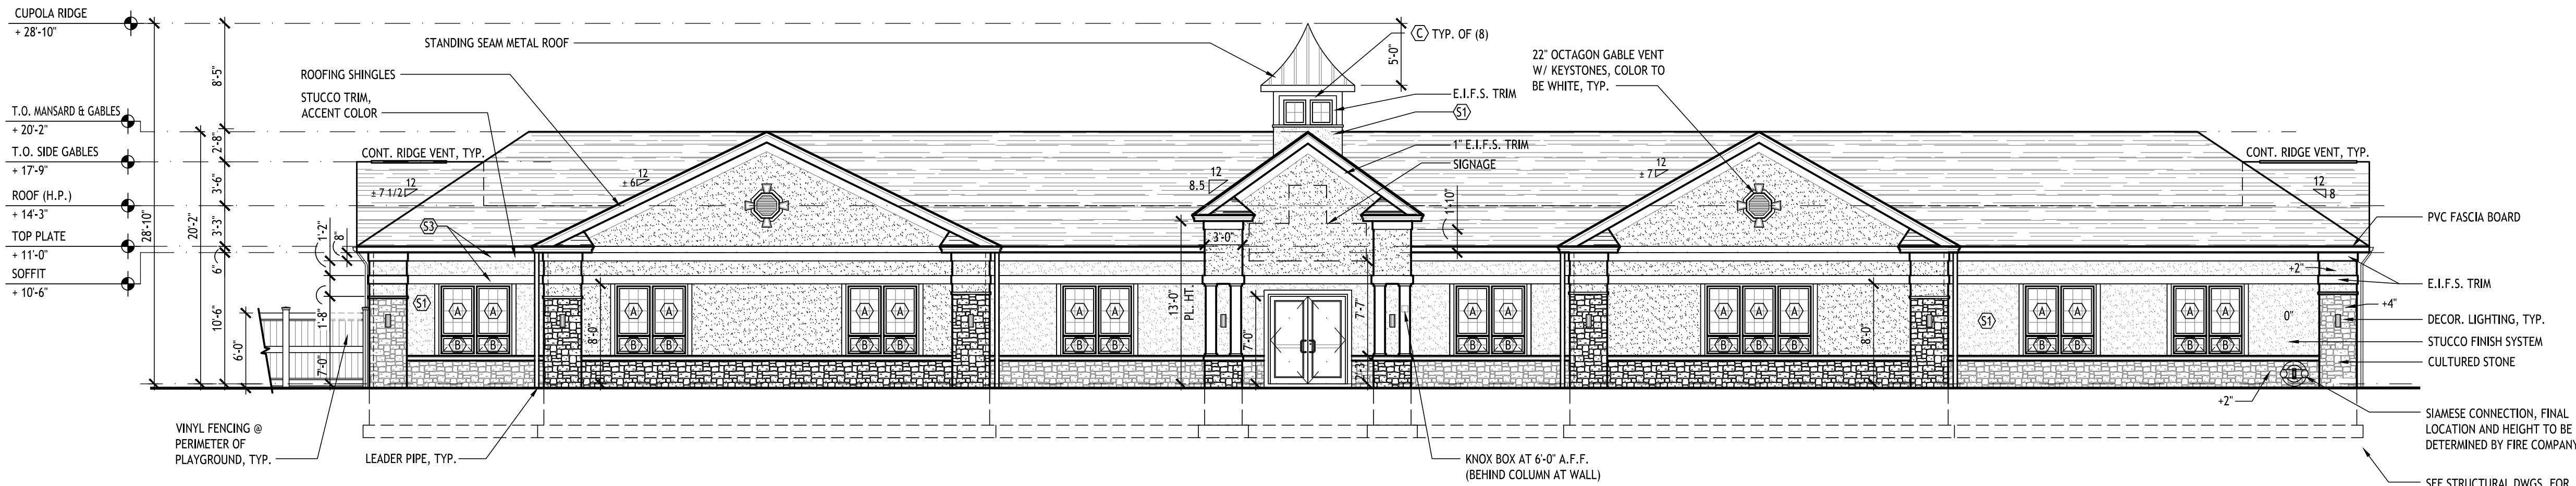 CUPOLA RIDGE
+ 28'-10"
T.O. MANSARD & GABLES
+ 20'-2"
T.O. SIDE GABLES
+ 17'-9"
ROOF (H.P.)
+ 14'-3"
TOP PLATE
+ 11'-0"
SOFFIT
+ 10'-6"
28'-10"
20'-2"
8'-5"
2'-8"
3'-6"
3'-3"
6"
10'-6"
1'-2"
8"
1'-8"
7'-0"
6'-0"
STANDING SEAM METAL ROOF
ROOFING SHINGLES
STUCCO TRIM,
ACCENT COLOR
CONT. RIDGE VENT, TYP.
12
± 7 1/2
12
± 6
S3
S1
A A
B B
8'-0"
A A
B B
A A
B B
A A
B B
VINYL FENCING @
PERIMETER OF
PLAYGROUND, TYP.
LEADER PIPE, TYP.
C TYP. OF (8)
5'-0"
E.I.F.S. TRIM
S1
1" E.I.F.S. TRIM
SIGNAGE
12
8.5
3'-0"
1'-10"
13'-0"
PL. HT.
7'-0"
7'-7"
2'-3"
KNOX BOX AT 6'-0" A.F.F.
(BEHIND COLUMN AT WALL)
22" OCTAGON GABLE VENT
W/ KEYSTONES, COLOR TO
BE WHITE, TYP.
12
± 7
A A
B B
A A A
B B B
8'-0"
S1
A A
B B
A A
B B
CONT. RIDGE VENT, TYP.
12
8
PVC FASCIA BOARD
+2"
E.I.F.S. TRIM
+4"
0"
DECOR. LIGHTING, TYP.
STUCCO FINISH SYSTEM
CULTURED STONE
+2"
SIAMESE CONNECTION, FINAL
LOCATION AND HEIGHT TO BE
DETERMINED BY FIRE COMPANY
SEE STRUCTURAL DWGS. FOR